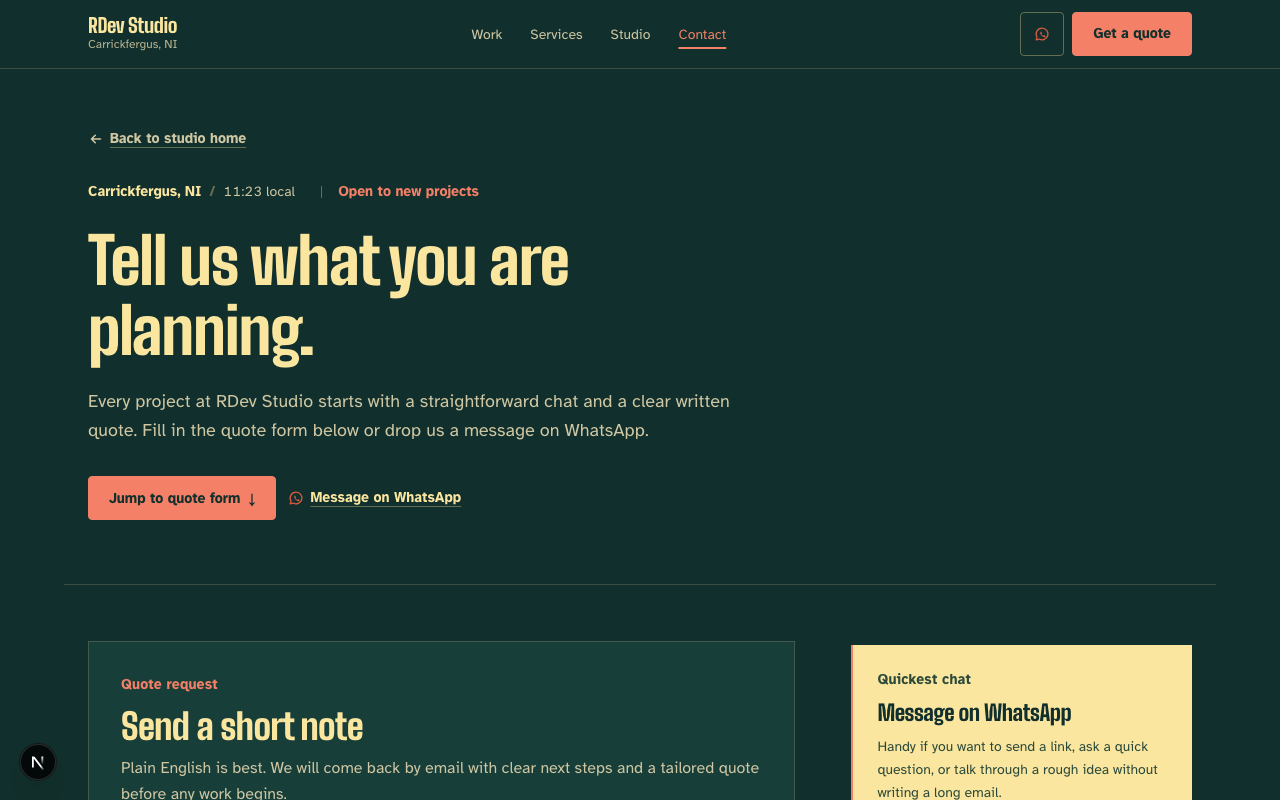 RDev Studio
Carrickfergus, NI
Work Services Studio Contact
Get a quote
← Back to studio home
Carrickfergus, NI / 11:23 local | Open to new projects
Tell us what you are
planning.
Every project at RDev Studio starts with a straightforward chat and a clear written
quote. Fill in the quote form below or drop us a message on WhatsApp.
Jump to quote form ↓
Message on WhatsApp
Quote request
Send a short note
Plain English is best. We will come back by email with clear next steps and a tailored quote
before any work begins.
Quickest chat
Message on WhatsApp
Handy if you want to send a link, ask a quick
question, or talk through a rough idea without
writing a long email.
N